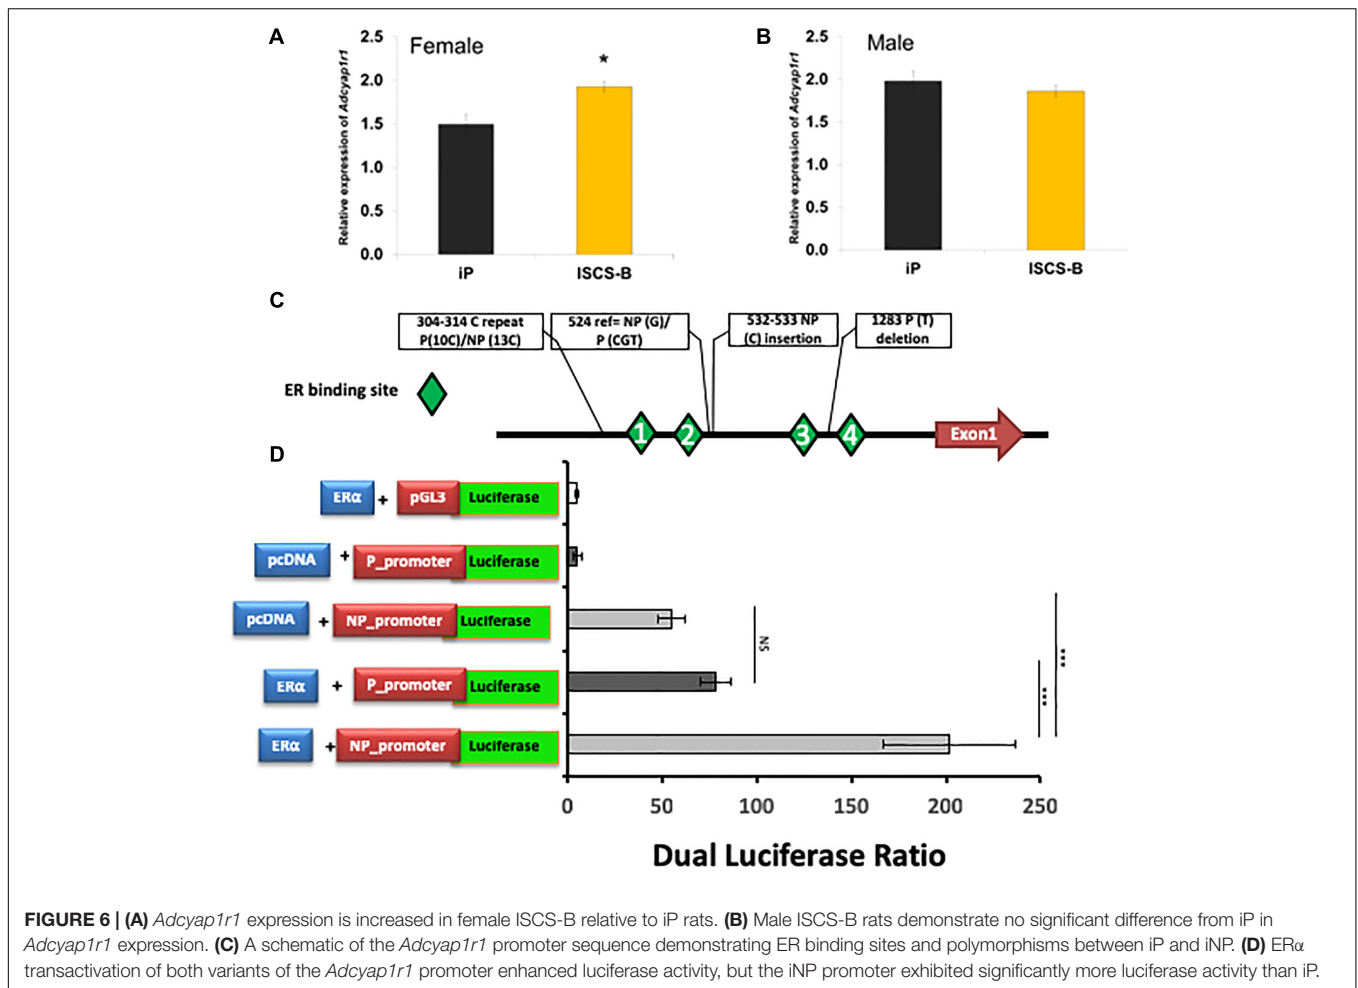 A
Female
Relative expression of Adcyap1r1
2.5
2.0
1.5
1.0
0.5
0.0
*
iP
ISCS-B
B
Male
Relative expression of Adcyap1r1
2.5
2.0
1.5
1.0
0.5
0.0
iP
ISCS-B
C
304-314 C repeat
P(10C)/NP (13C)
524 ref= NP (G)/
P (CGT)
532-533 NP
(C) insertion
1283 P (T)
deletion
ER binding site
1
2
3
4
Exon1
D
ERα + pGL3 Luciferase
pcDNA + P_promoter Luciferase
pcDNA + NP_promoter Luciferase
ERα + P_promoter Luciferase
ERα + NP_promoter Luciferase
NS
***
***
0 50 100 150 200 250
Dual Luciferase Ratio
FIGURE 6 | (A) Adcyap1r1 expression is increased in female ISCS-B relative to iP rats. (B) Male ISCS-B rats demonstrate no significant difference from iP in
Adcyap1r1 expression. (C) A schematic of the Adcyap1r1 promoter sequence demonstrating ER binding sites and polymorphisms between iP and iNP. (D) ERα
transactivation of both variants of the Adcyap1r1 promoter enhanced luciferase activity, but the iNP promoter exhibited significantly more luciferase activity than iP.